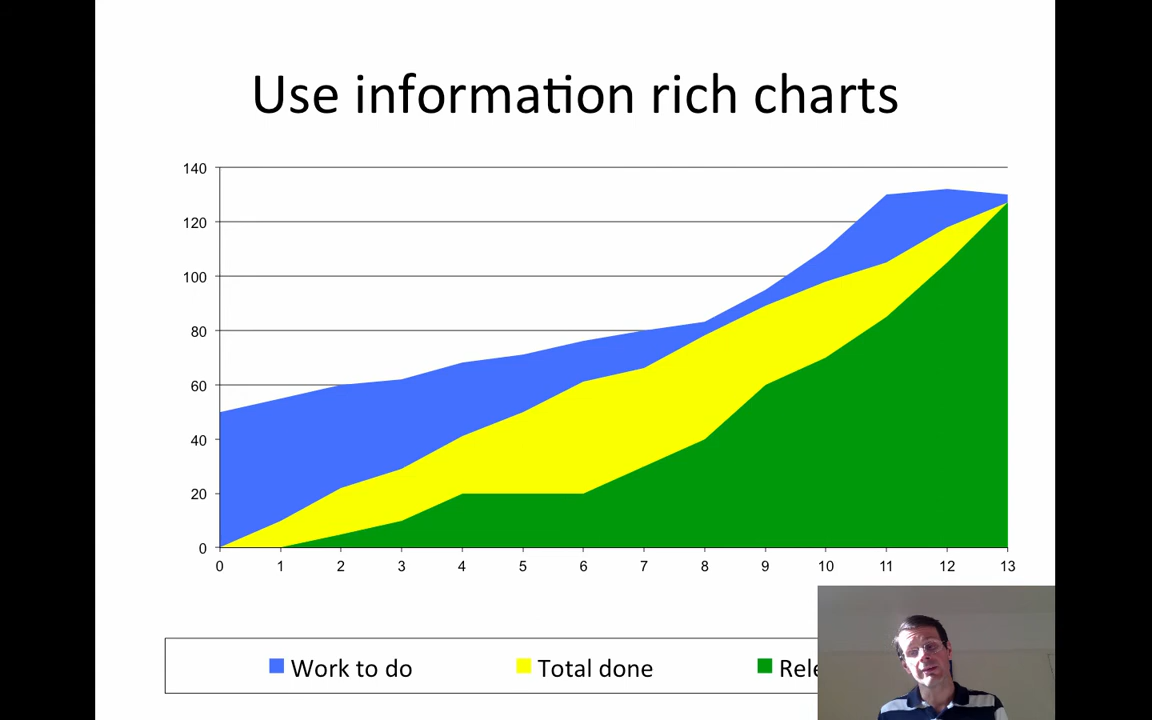 Use information rich charts
140
120
100
80
60
40
20
0
0 1 2 3 4 5 6 7 8 9 10 11 12 13
Work to do Total done